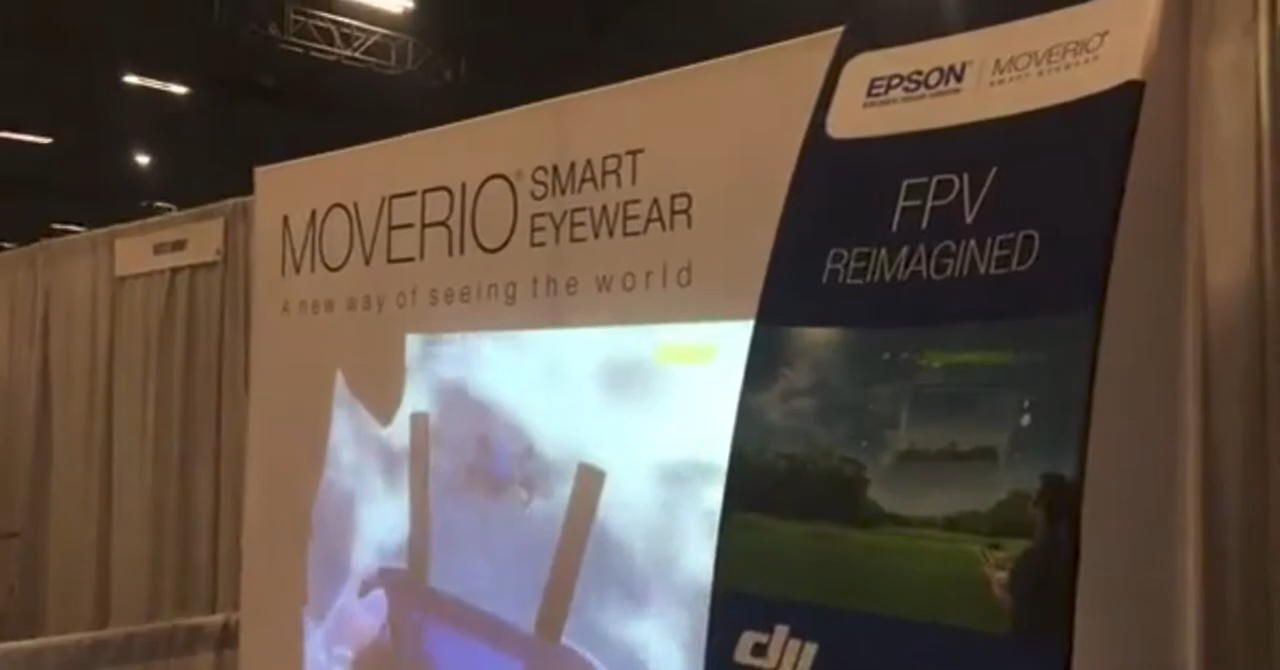 MOVERIO®
SMART
EYEWEAR
A new way of seeing the world
EPSON®
MOVERIO®
SMART EYEWEAR
FPV
REIMAGINED
dji